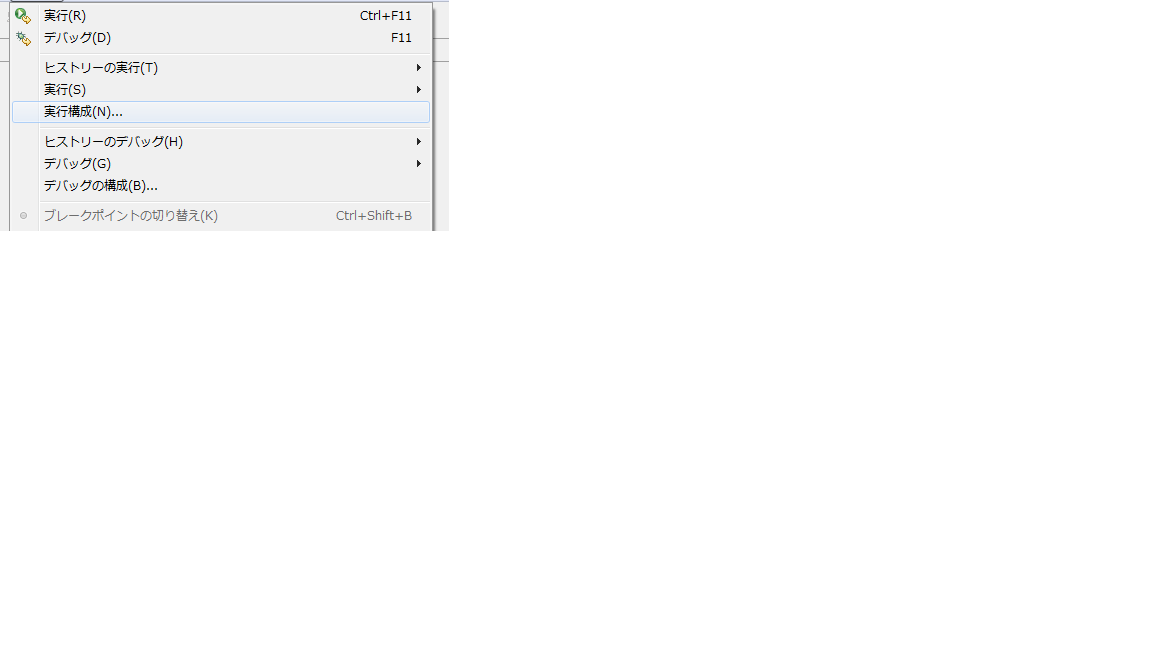 実行(R) Ctrl+F11
デバッグ(D) F11
ヒストリーの実行(T)
実行(S)
実行構成(N)...
ヒストリーのデバッグ(H)
デバッグ(G)
デバッグの構成(B)...
ブレークポイントの切り替え(K) Ctrl+Shift+B